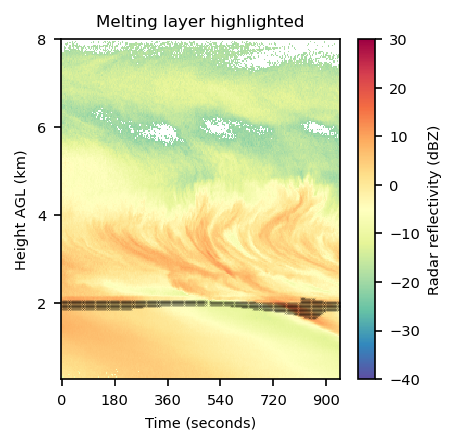 Melting layer highlighted
8
6
4
2
Height AGL (km)
0 180 360 540 720 900
Time (seconds)
30
20
10
0
−10
−20
−30
−40
Radar reflectivity (dBZ)